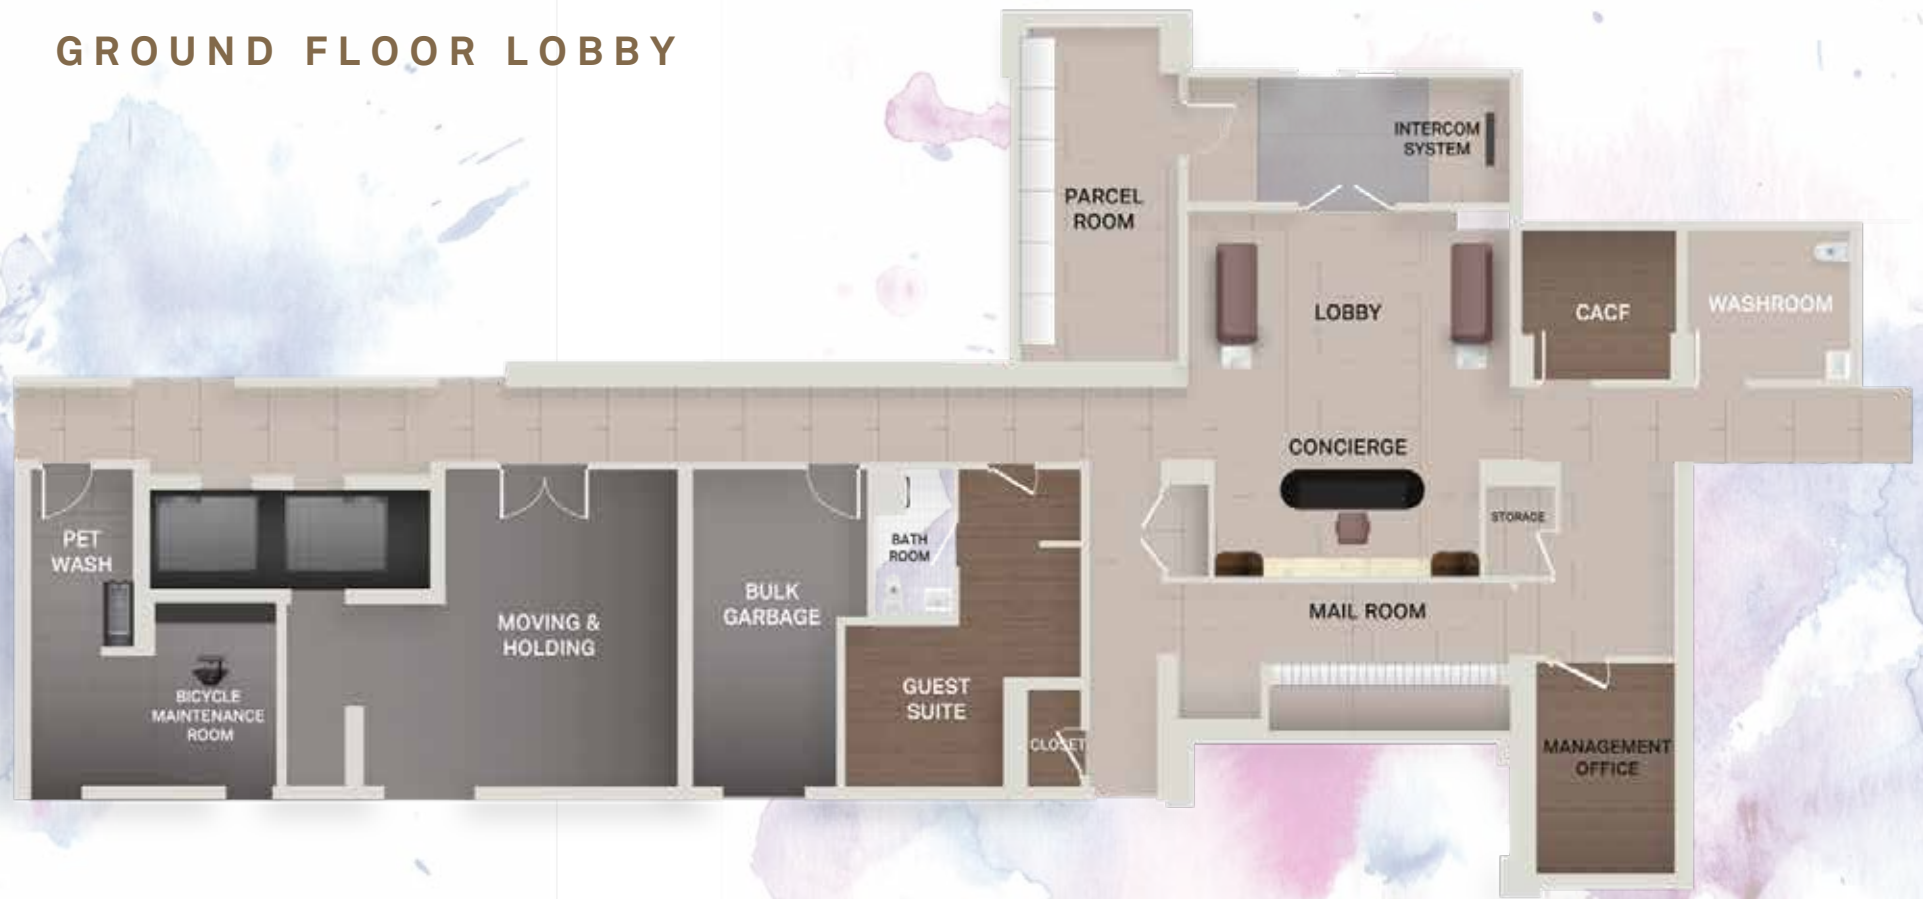 GROUND FLOOR LOBBY
INTERCOM
SYSTEM
PARCEL
ROOM
LOBBY
CACF
WASHROOM
CONCIERGE
STORAGE
PET
WASH
BATH
ROOM
BULK
GARBAGE
MOVING &
HOLDING
MAIL ROOM
BICYCLE
MAINTENANCE
ROOM
GUEST
SUITE
CLOSET
MANAGEMENT
OFFICE